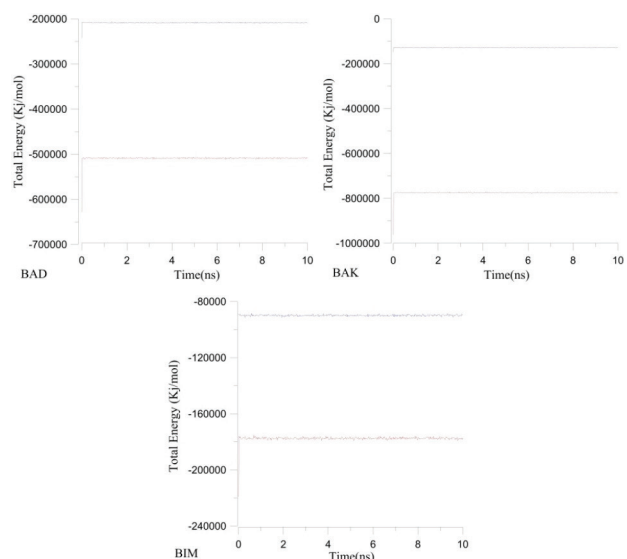 -200000
-300000
-400000
-500000
-600000
-700000
Total Energy (Kj/mol)
0 2 4 6 8 10
BAD Time(ns)
0
-200000
-400000
-600000
-800000
-1000000
Total Energy (Kj/mol)
0 2 4 6 8 10
BAK Time(ns)
-80000
-120000
-160000
-200000
-240000
Total Energy (Kj/mol)
0 2 4 6 8 10
BIM Time(ns)